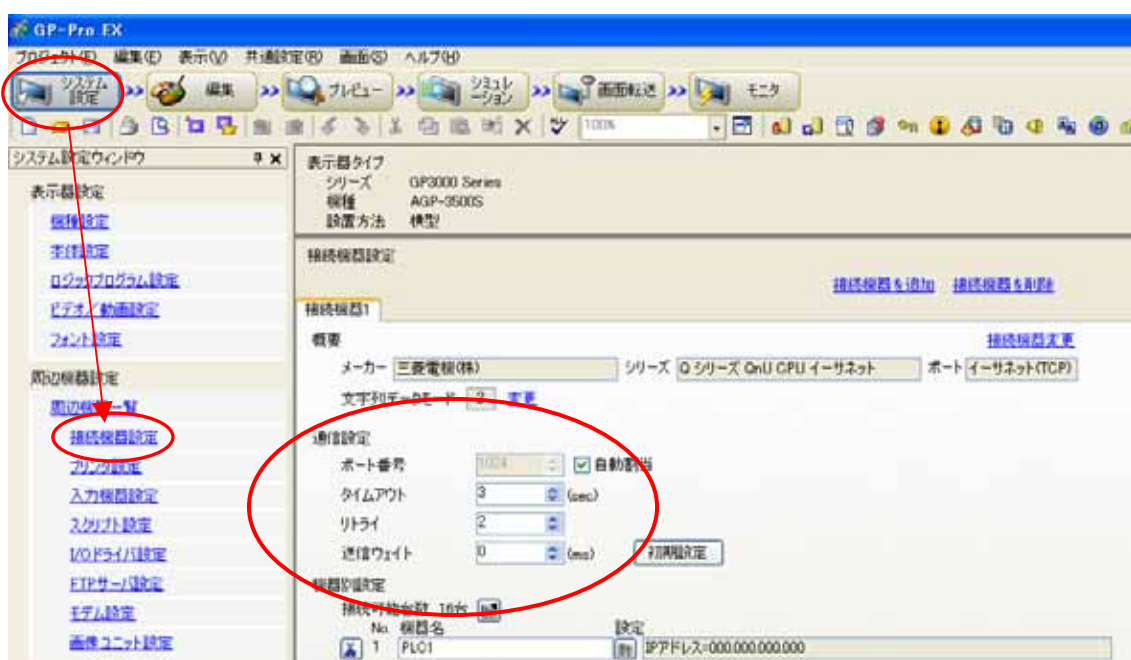 GP-Pro EX
プロジェクト(F) 編集(E) 表示(V) 共通設定(R) 画面(S) ヘルプ(H)
システム設定 >> 編集 >> プレビュー >> シミュレーション >> 画面転送 >> モニタ
100%
システム設定ウィンドウ
表示器設定
機種設定
本体設定
ロジックプログラム設定
ビデオ/動画設定
フォント設定
周辺機器設定
周辺機器一覧
接続機器設定
プリンタ設定
入力機器設定
スクリプト設定
I/Oドライバ設定
FTPサーバ設定
モデム設定
画像ユニット設定
表示器タイプ
シリーズ GP3000 Series
機種 AGP-3500S
設置方法 横型
接続機器設定
接続機器を追加 接続機器を削除
接続機器1
概要 接続機器変更
メーカー 三菱電機(株) シリーズ Q シリーズ QnU CPU イーサネット ポート イーサネット(TCP)
文字列データモード 2 変更
通信設定
ポート番号 1024 自動割当
タイムアウト 3 (sec)
リトライ 2
送信ウェイト 0 (ms) 初期設定
機器別設定
接続可能台数 16台
No. 機器名 設定
1 PLC1 IPアドレス=000.000.000.000